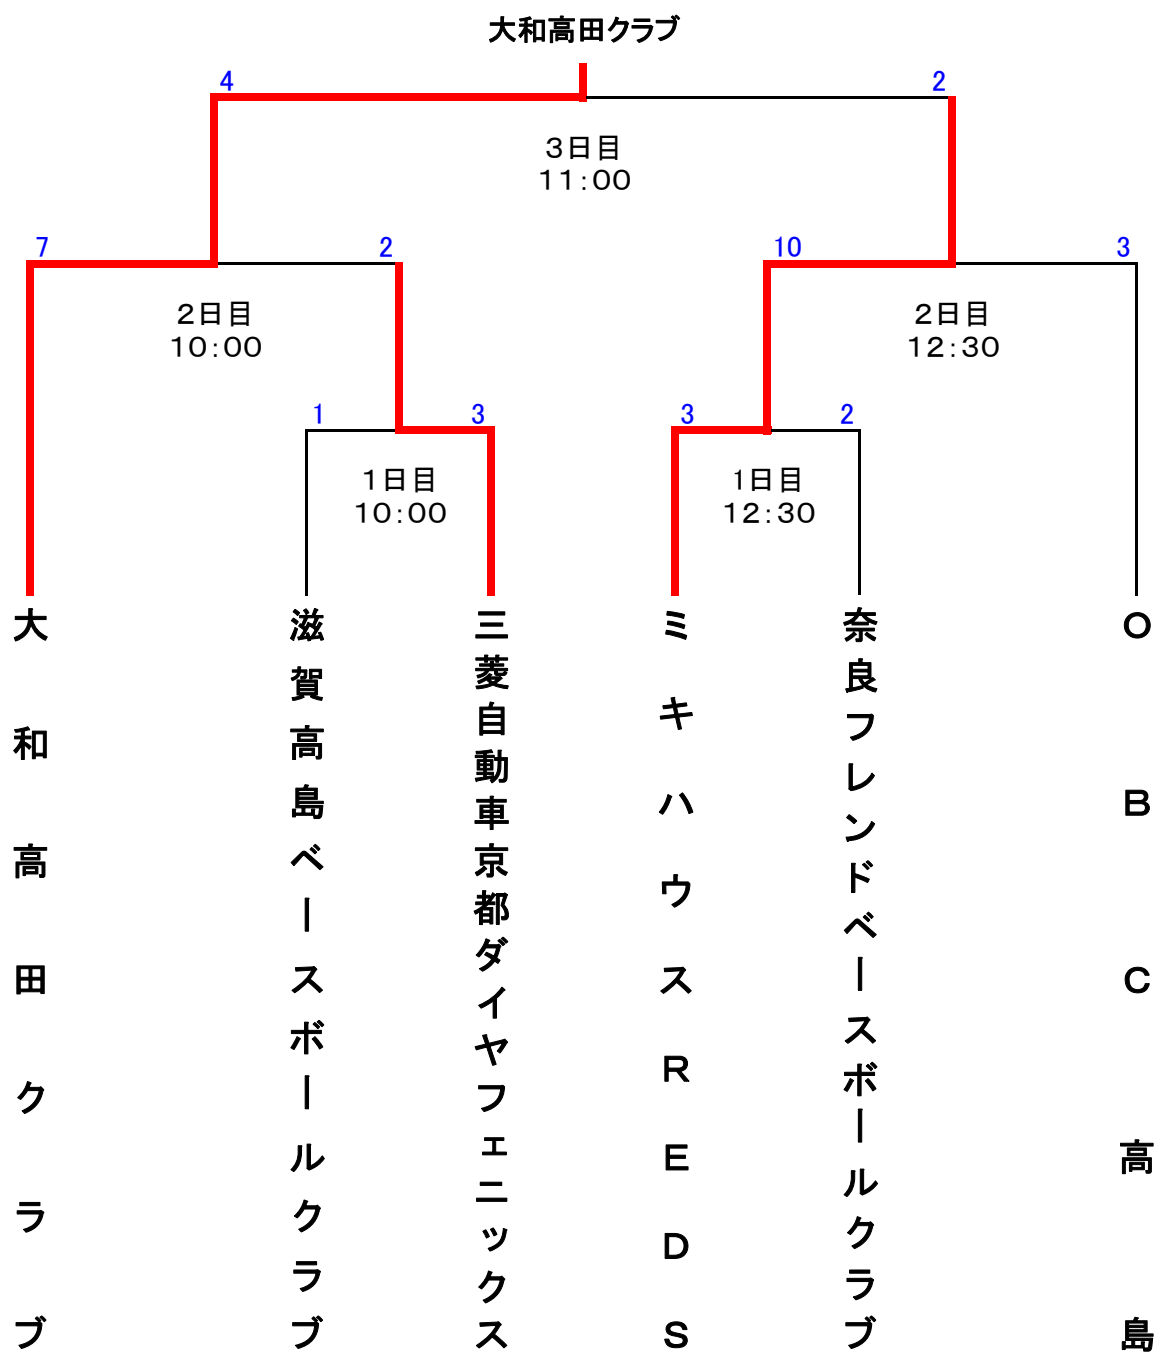 大和高田クラブ
4
2
3日目
11:00
7
2
10
3
2日目
10:00
2日目
12:30
1
3
3
2
1日目
10:00
1日目
12:30
大和高田クラブ
滋賀高島ベースボールクラブ
三菱自動車京都ダイヤフェニックス
ミキハウスREDS
奈良フレンドベースボールクラブ
OBC高島